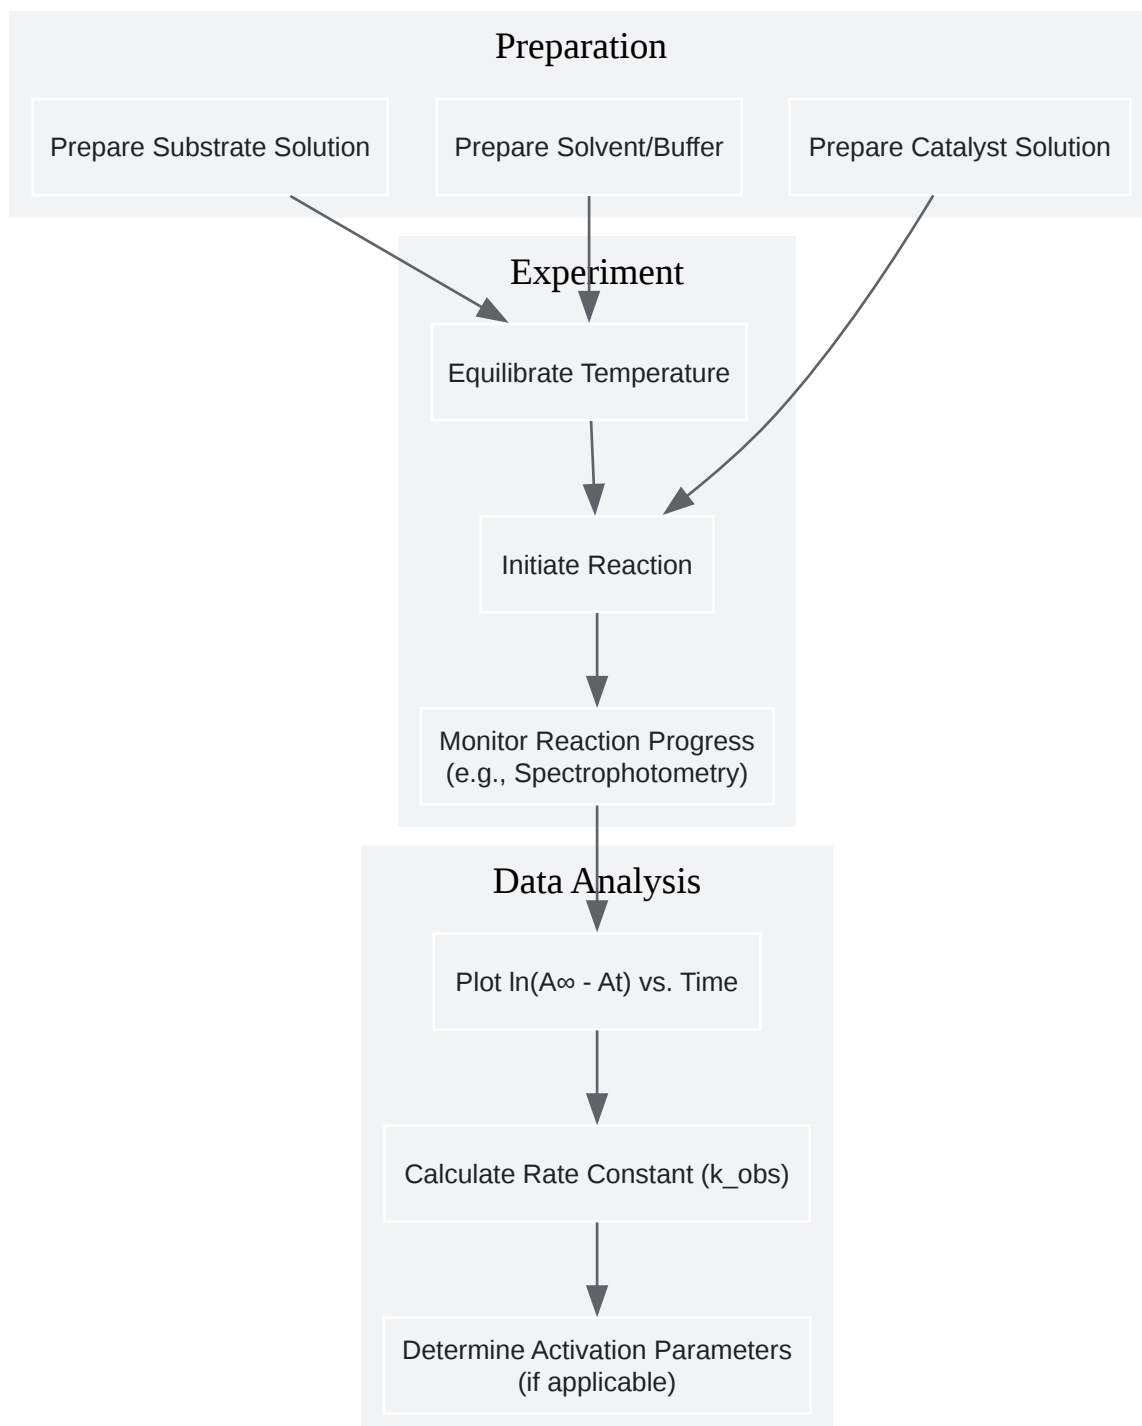 Preparation
Prepare Substrate Solution
Prepare Solvent/Buffer
Prepare Catalyst Solution
Experiment
Equilibrate Temperature
Initiate Reaction
Monitor Reaction Progress
(e.g., Spectrophotometry)
Data Analysis
Plot ln(A∞ - At) vs. Time
Calculate Rate Constant (k_obs)
Determine Activation Parameters
(if applicable)